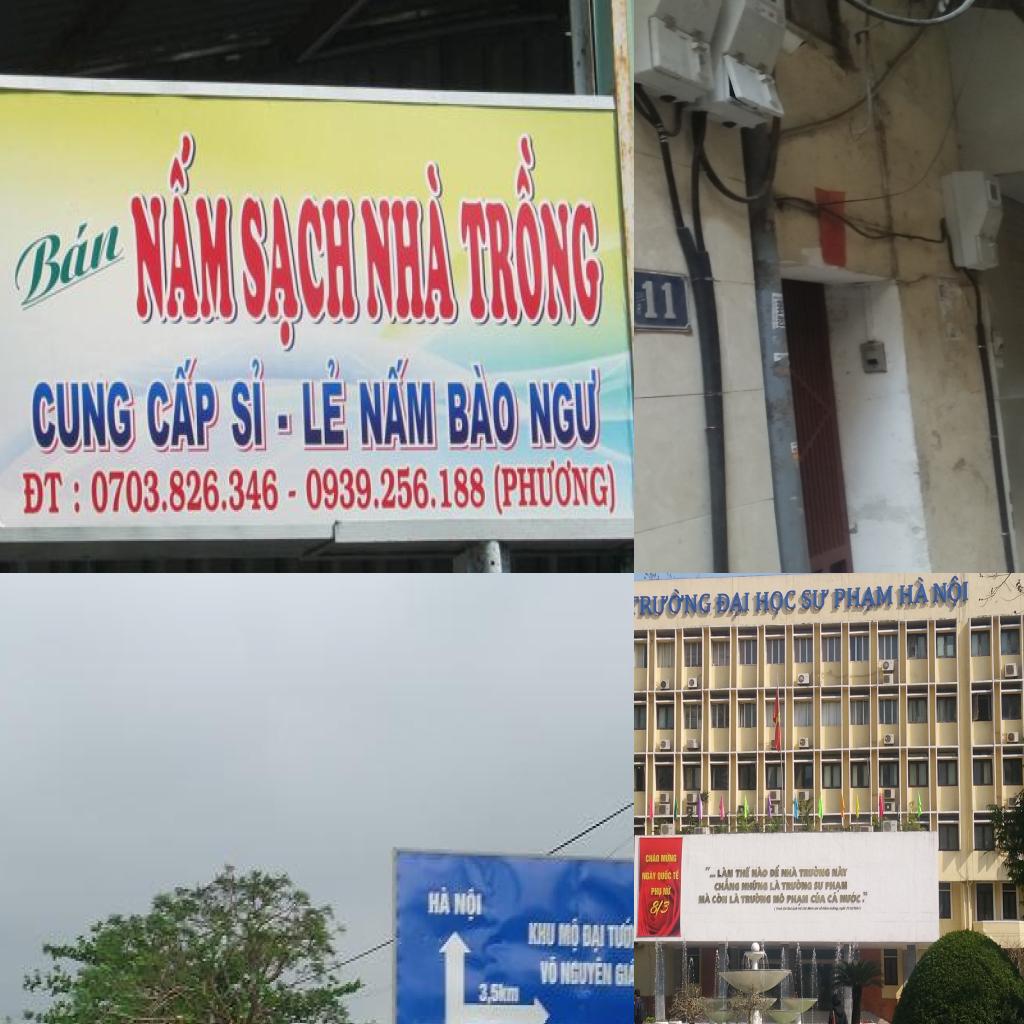 Bán NẤM SẠCH NHÀ TRỒNG
CUNG CẤP SỈ - LẺ NẤM BÀO NGƯ
ĐT : 0703.826.346 - 0939.256.188 (PHƯƠNG)
11
HÀ NỘI
KHU MỘ ĐẠI TƯỚ
VÕ NGUYÊN GIÁ
3,5km
TRƯỜNG ĐẠI HỌC SƯ PHẠM HÀ NỘI
CHÀO MỪNG
NGÀY QUỐC TẾ
PHỤ NỮ
8/3
"... LÀM THẾ NÀO ĐỂ NHÀ TRƯỜNG NÀY
CHẲNG NHỮNG LÀ TRƯỜNG SƯ PHẠM
MÀ CÒN LÀ TRƯỜNG MÔ PHẠM CỦA CẢ NƯỚC."